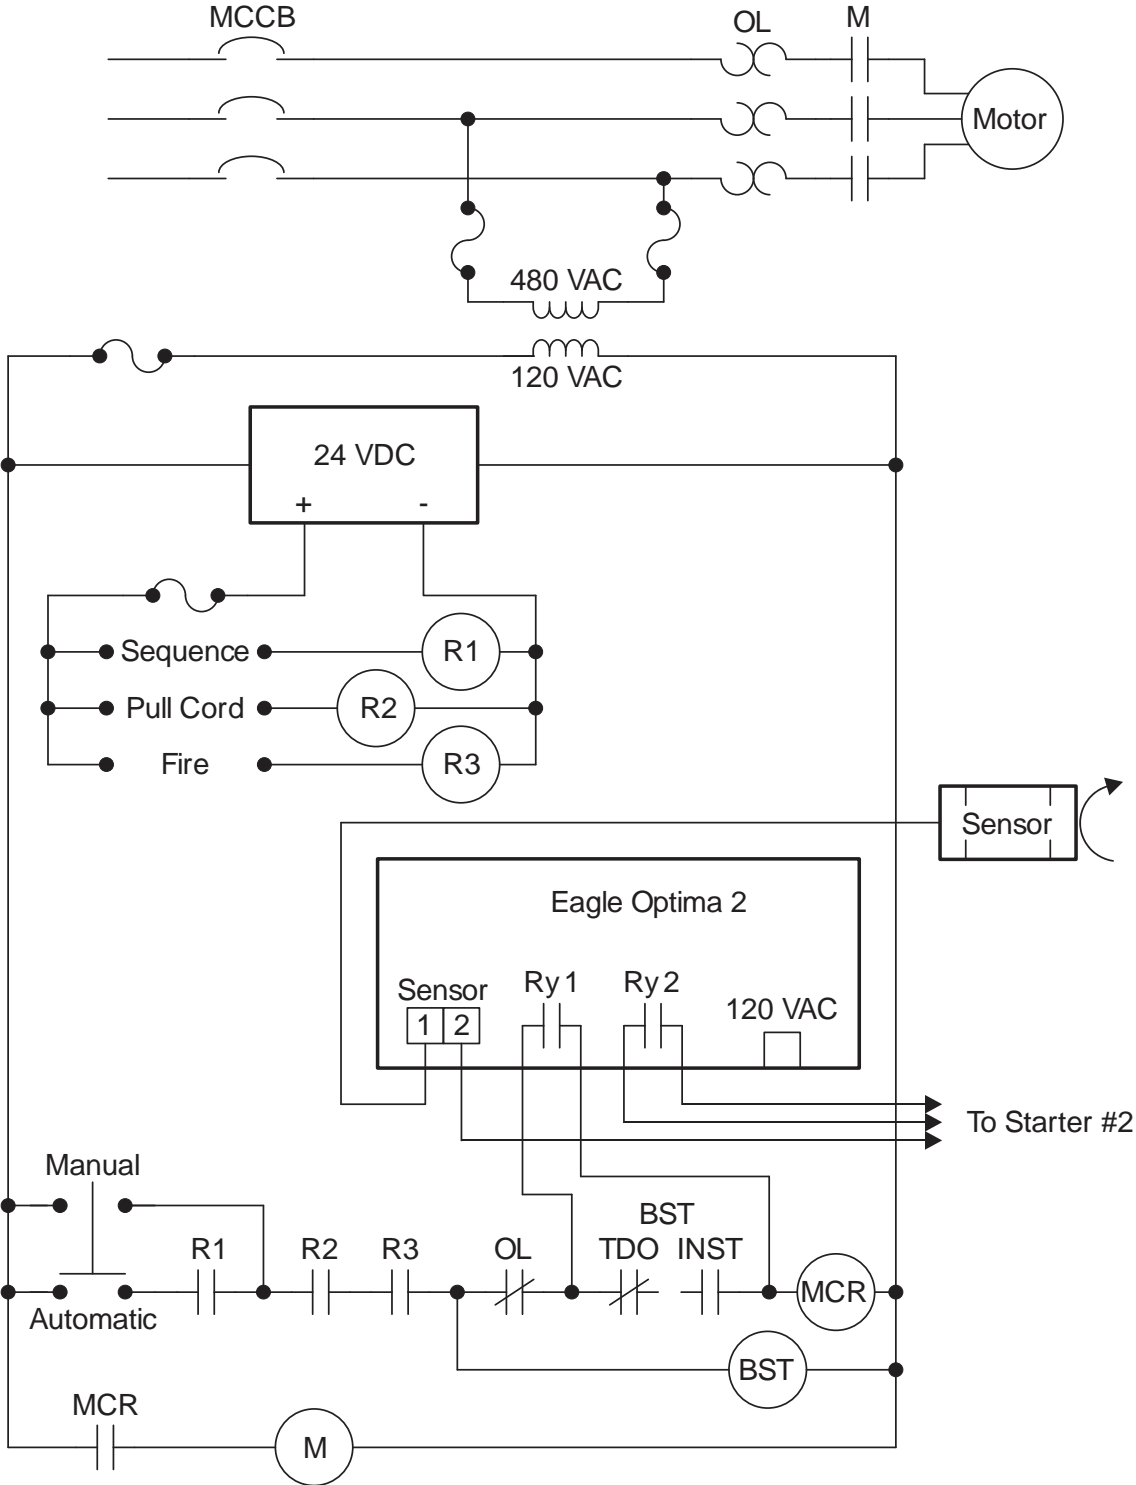 MCCB
OL
M
Motor
480 VAC
120 VAC
24 VDC
+ -
Sequence
R1
Pull Cord
R2
Fire
R3
Sensor
Eagle Optima 2
Ry 1
Ry 2
Sensor
1 2
120 VAC
To Starter #2
Manual
BST
R1
R2
R3
OL
TDO
INST
MCR
Automatic
BST
MCR
M